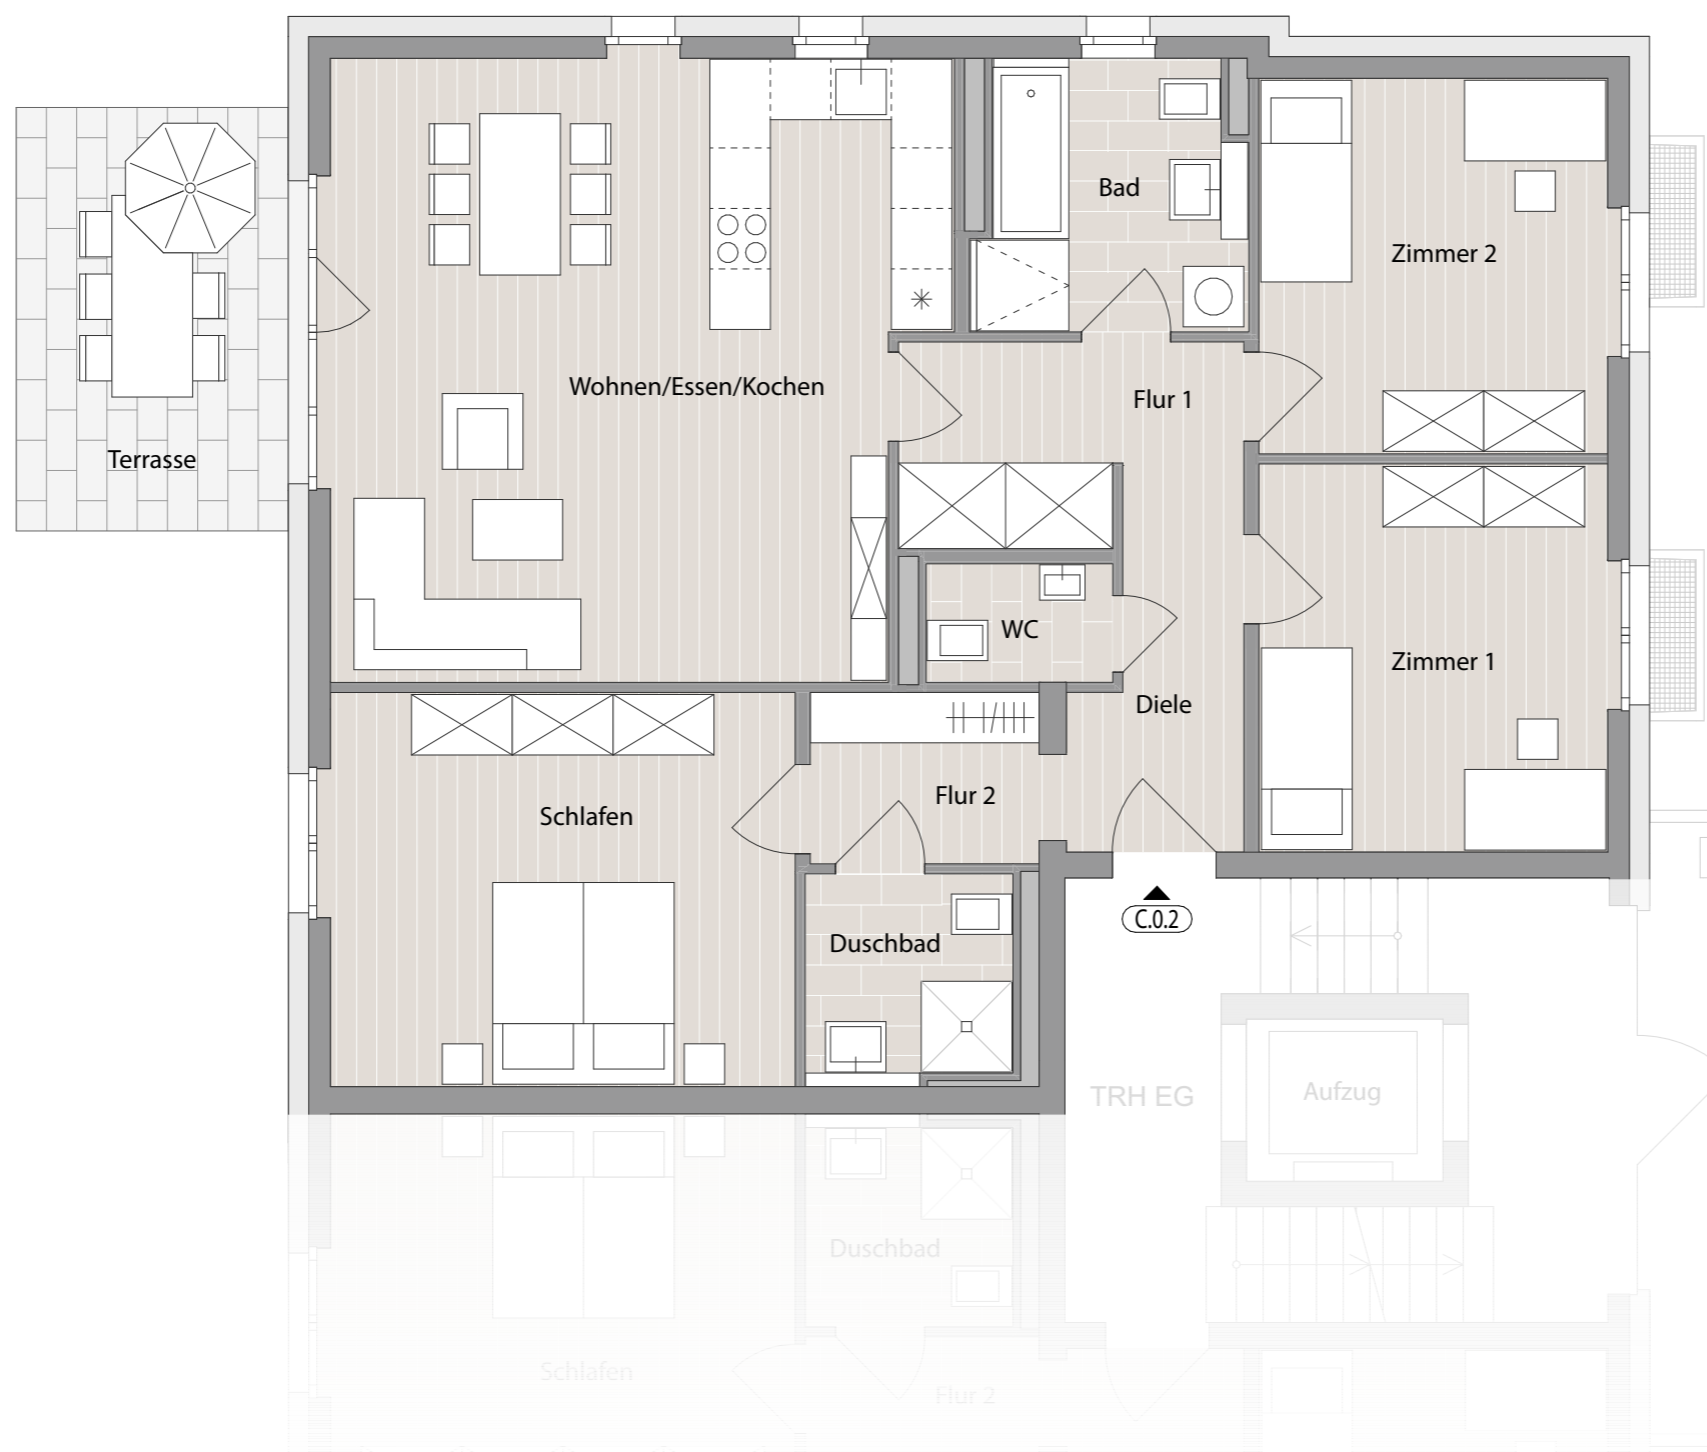 Bad
Zimmer 2
Wohnen/Essen/Kochen
Flur 1
Terrasse
WC
Zimmer 1
Diele
Flur 2
Schlafen
C.0.2
Duschbad
TRH EG
Aufzug
Duschbad
Schlafen
Flur 2